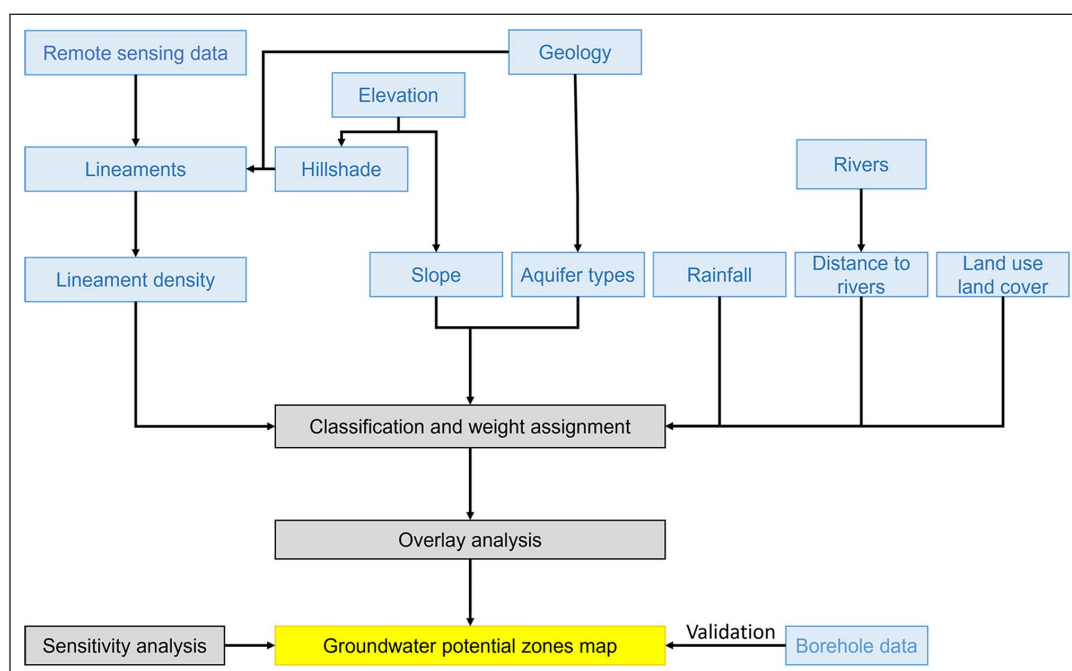 Remote sensing data
Geology
Elevation
Lineaments
Hillshade
Rivers
Lineament density
Slope
Aquifer types
Rainfall
Distance to
rivers
Land use
land cover
Classification and weight assignment
Overlay analysis
Sensitivity analysis
Groundwater potential zones map
Validation
Borehole data